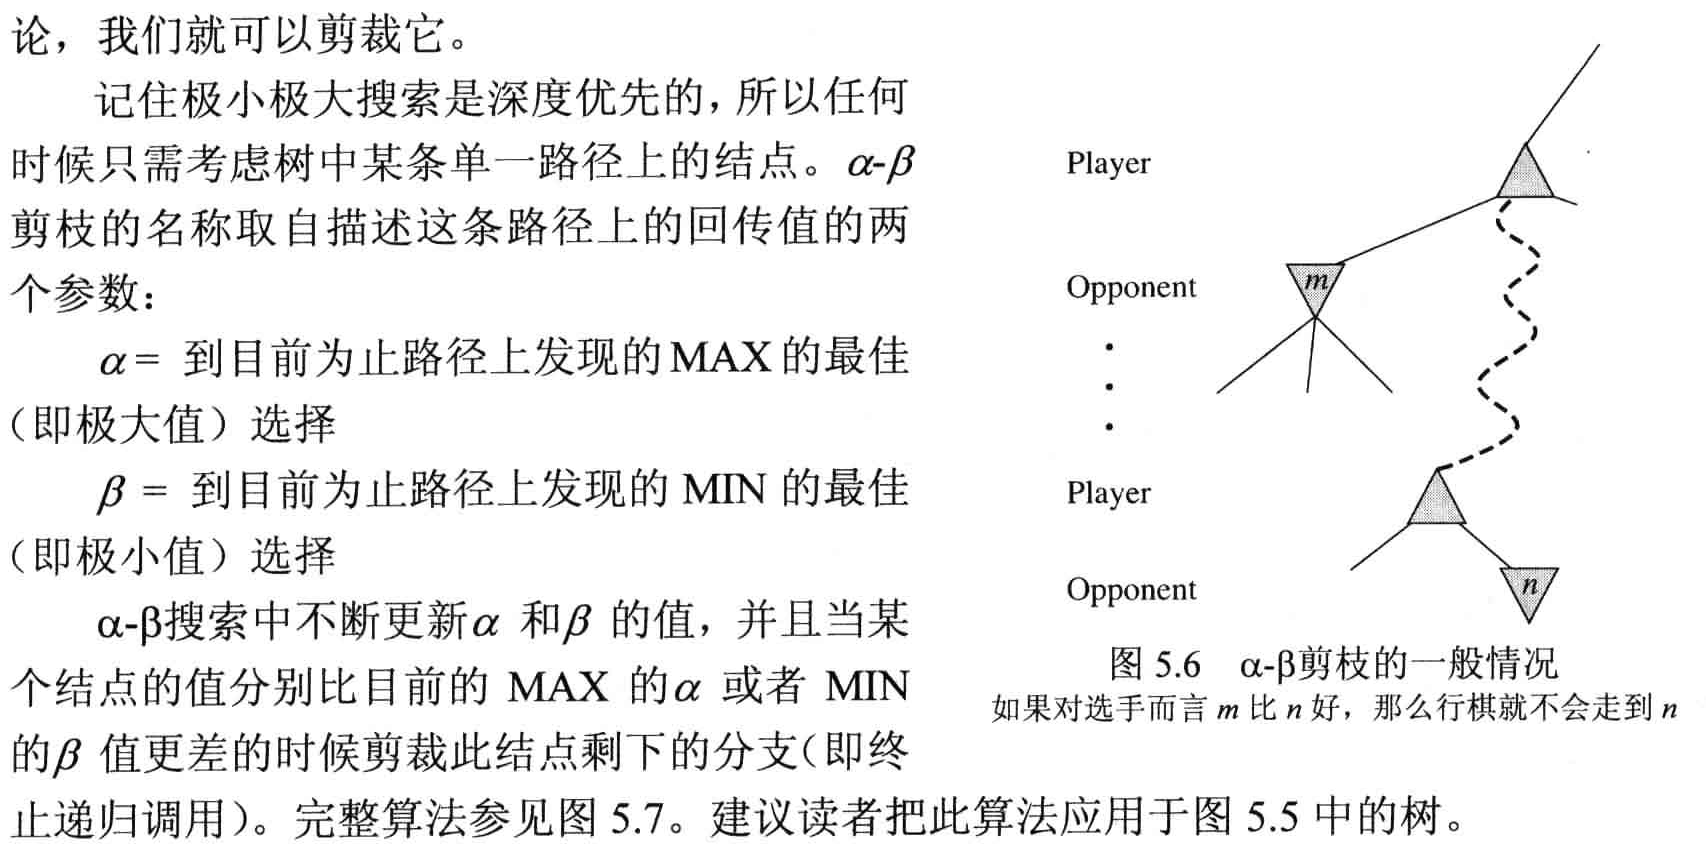 论，我们就可以剪裁它。
记住极小极大搜索是深度优先的，所以任何
时候只需考虑树中某条单一路径上的结点。α-β
剪枝的名称取自描述这条路径上的回传值的两
个参数：
α = 到目前为止路径上发现的 MAX 的最佳
（即极大值）选择
β = 到目前为止路径上发现的 MIN 的最佳
（即极小值）选择
α-β搜索中不断更新α 和β 的值，并且当某
个结点的值分别比目前的 MAX 的α 或者 MIN
的β 值更差的时候剪裁此结点剩下的分支（即终
止递归调用）。完整算法参见图 5.7。建议读者把此算法应用于图 5.5 中的树。
Player
Opponent
m
Player
Opponent
n
图 5.6 α-β剪枝的一般情况
如果对选手而言 m 比 n 好，那么行棋就不会走到 n